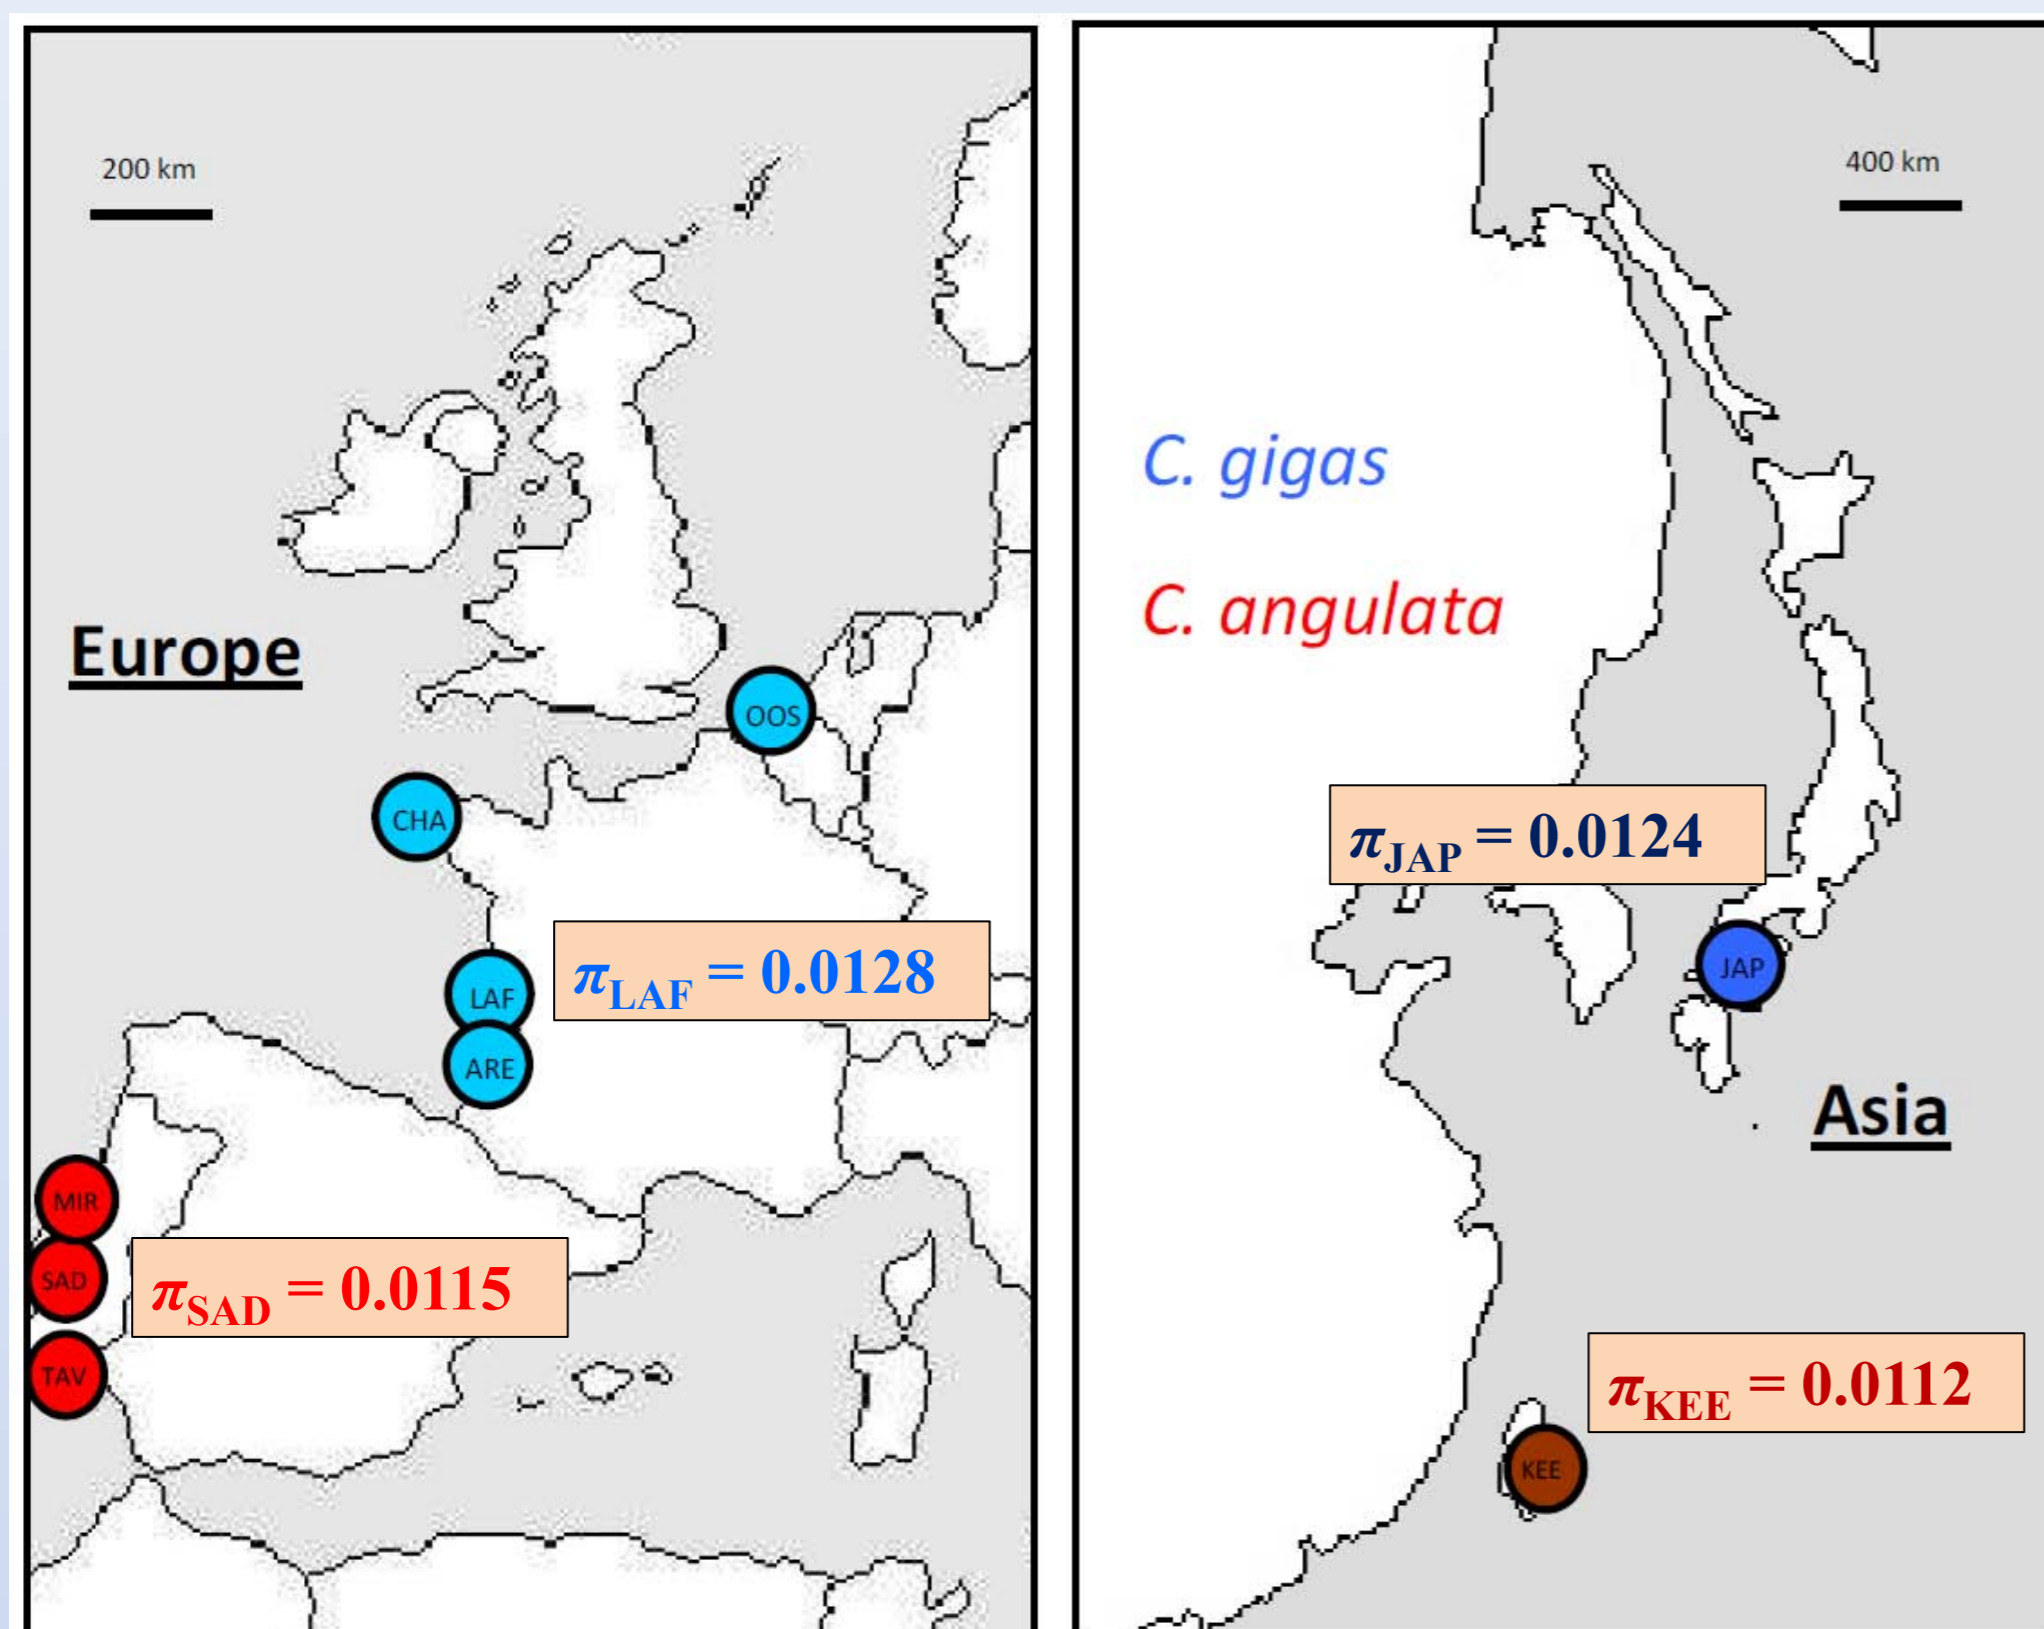 200 km
Europe
OOS
CHA
LAF
πLAF = 0.0128
ARE
MIR
SAD
πSAD = 0.0115
TAV
400 km
C. gigas
C. angulata
πJAP = 0.0124
JAP
Asia
πKEE = 0.0112
KEE